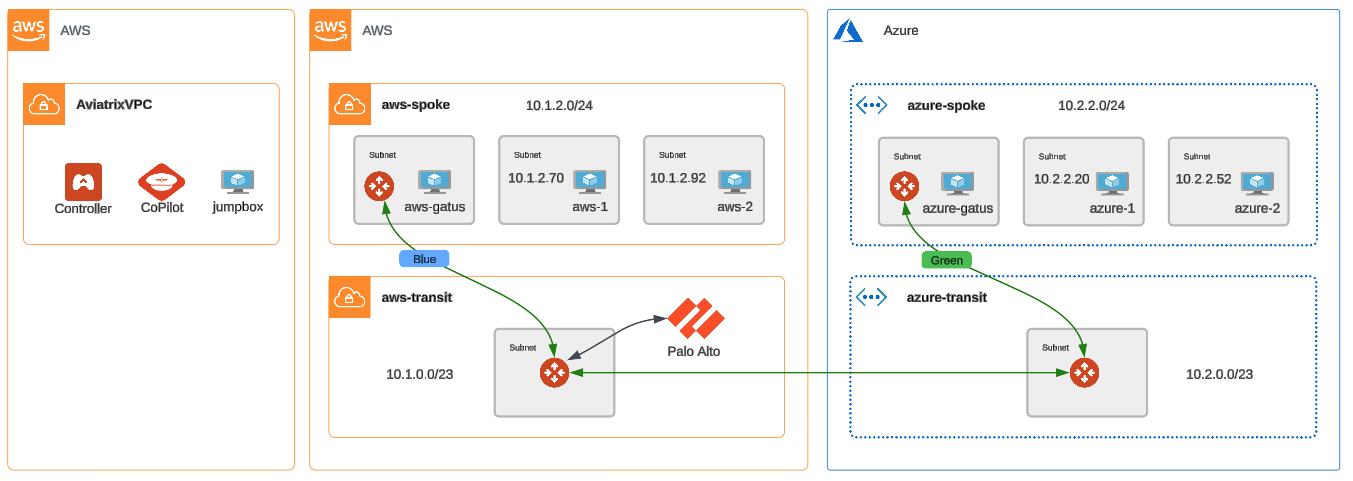 aws
AWS
AviatrixVPC
Controller
CoPilot
jumpbox
aws
AWS
aws-spoke
10.1.2.0/24
Subnet
aws-gatus
Subnet
10.1.2.70
aws-1
Subnet
10.1.2.92
aws-2
Blue
aws-transit
10.1.0.0/23
Subnet
Palo Alto
Azure
azure-spoke
10.2.2.0/24
Subnet
azure-gatus
Subnet
10.2.2.20
azure-1
Subnet
10.2.2.52
azure-2
Green
azure-transit
Subnet
10.2.0.0/23